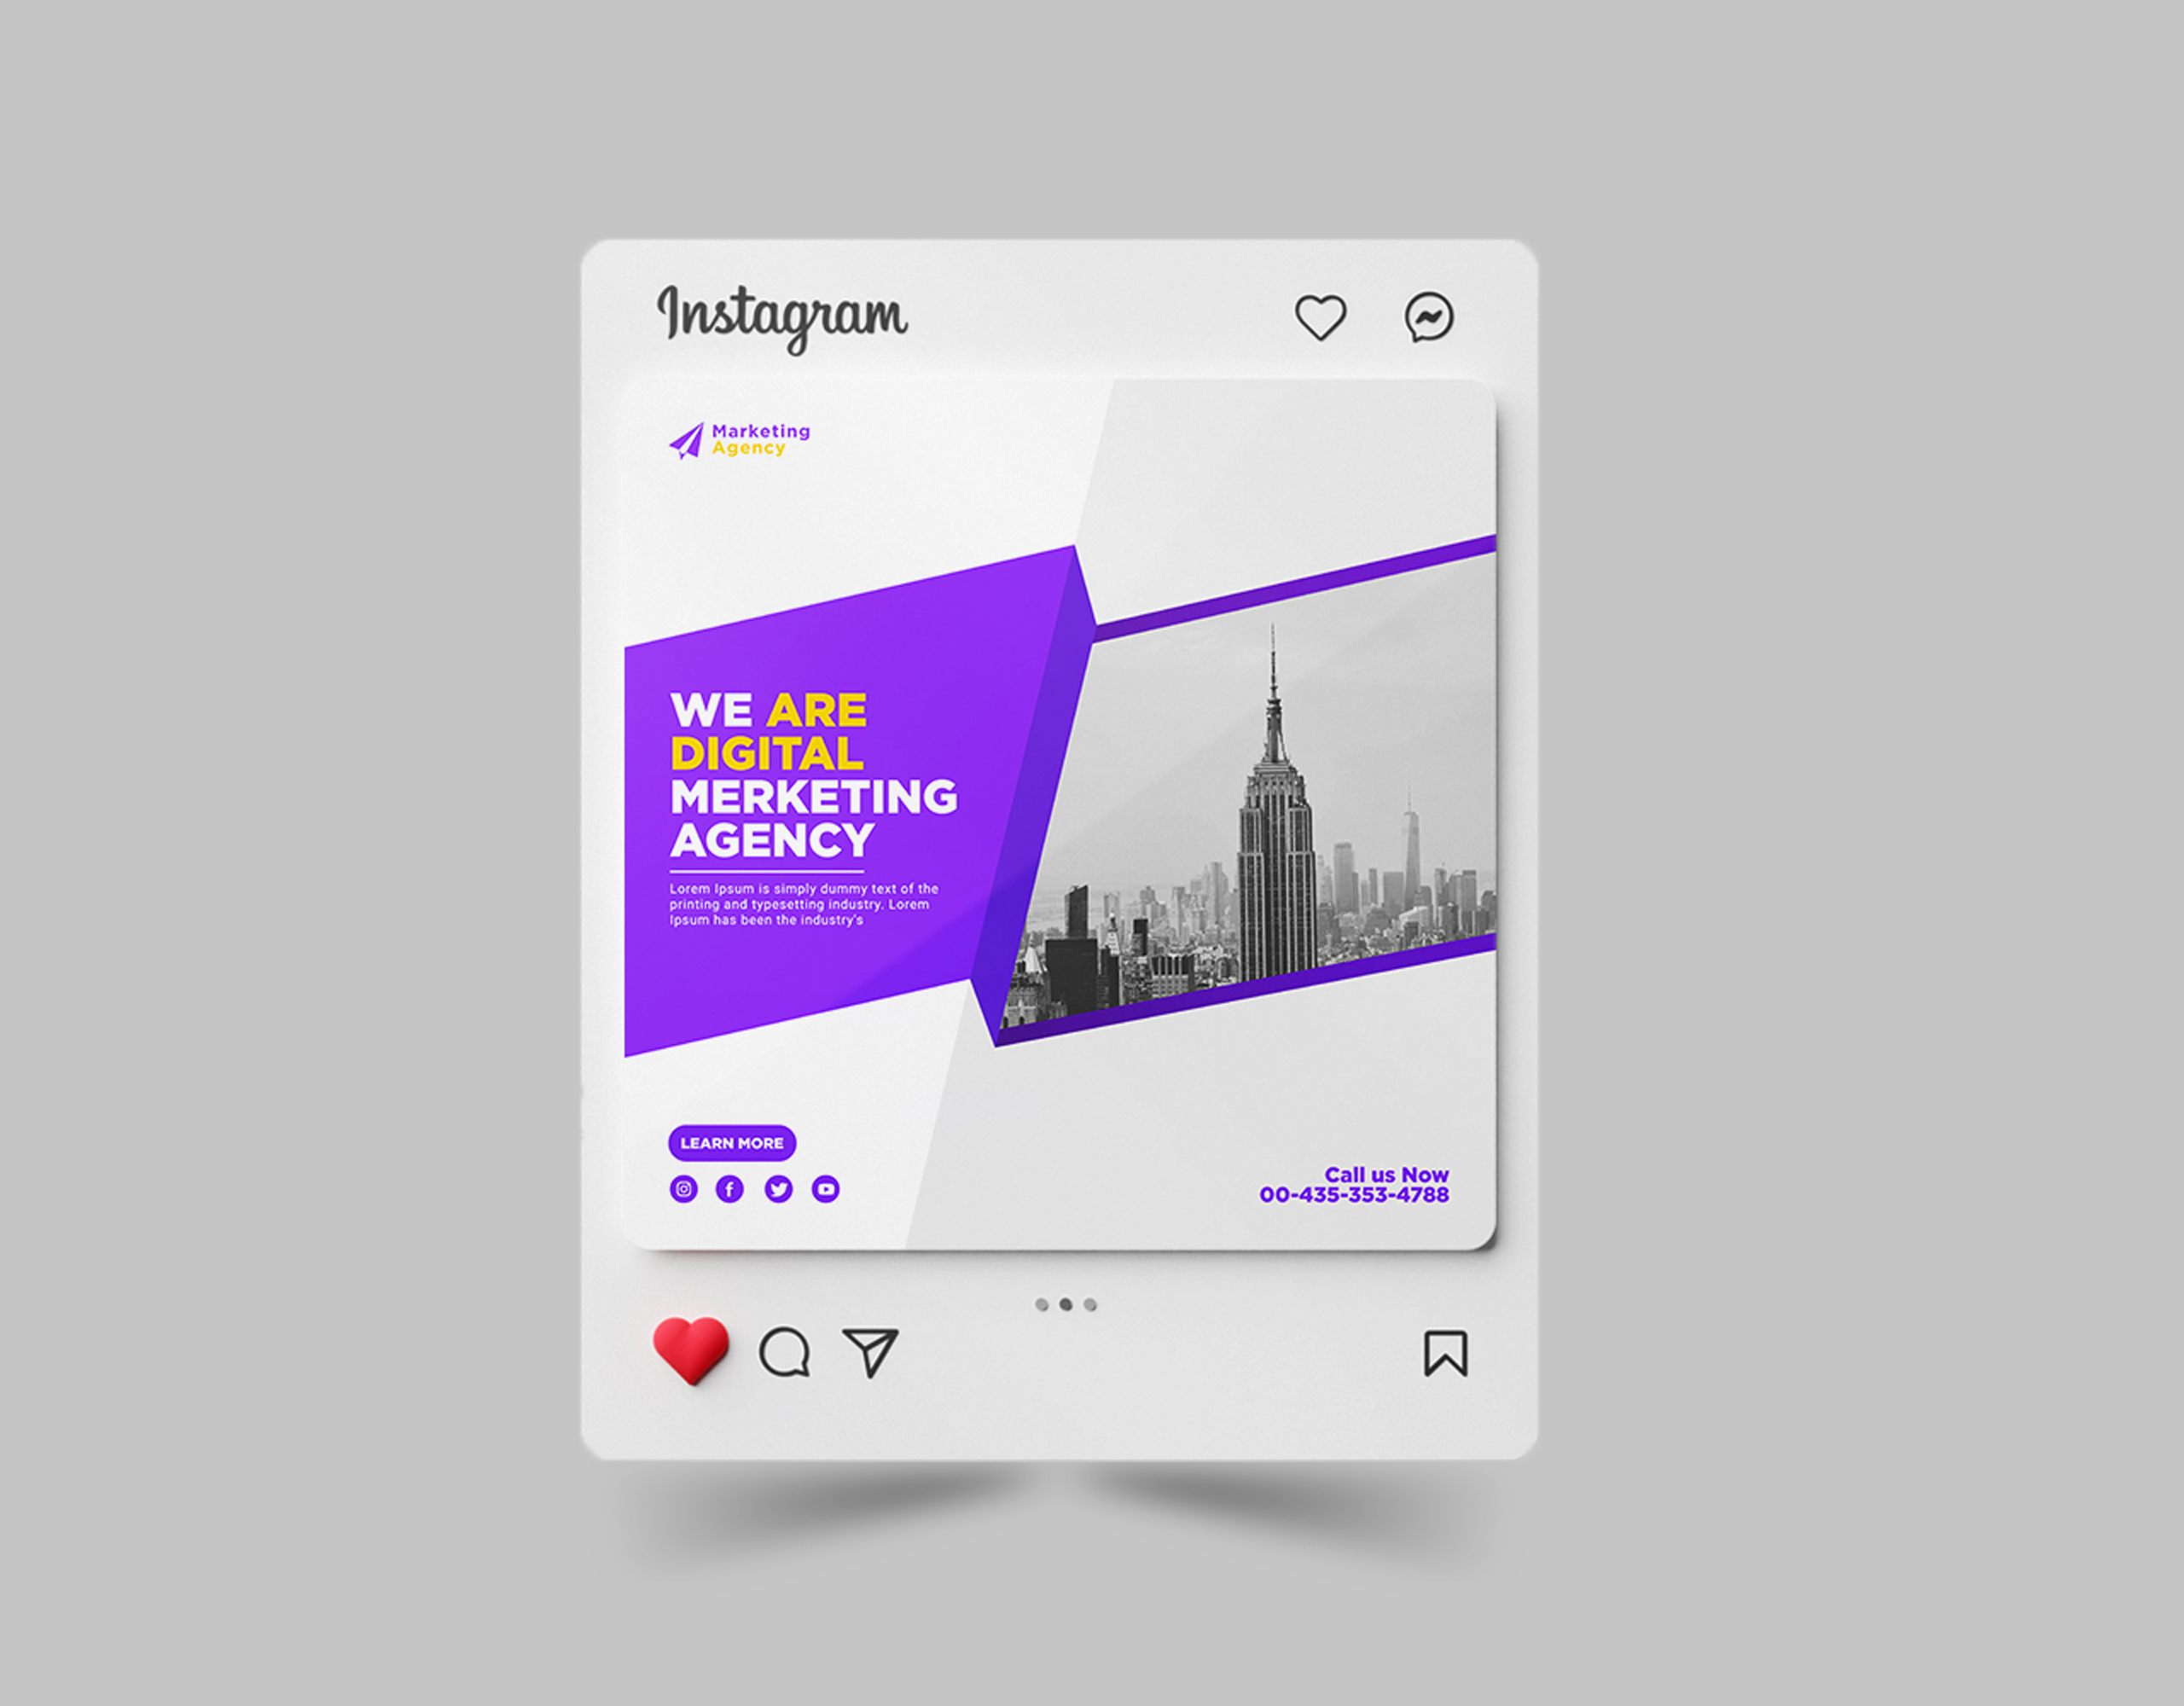 Instagram
Marketing
Agency
WE ARE
DIGITAL
MERKETING
AGENCY
Lorem Ipsum is simply dummy text of the
printing and typesetting industry. Lorem
Ipsum has been the industry's
LEARN MORE
Call us Now
00-435-353-4788